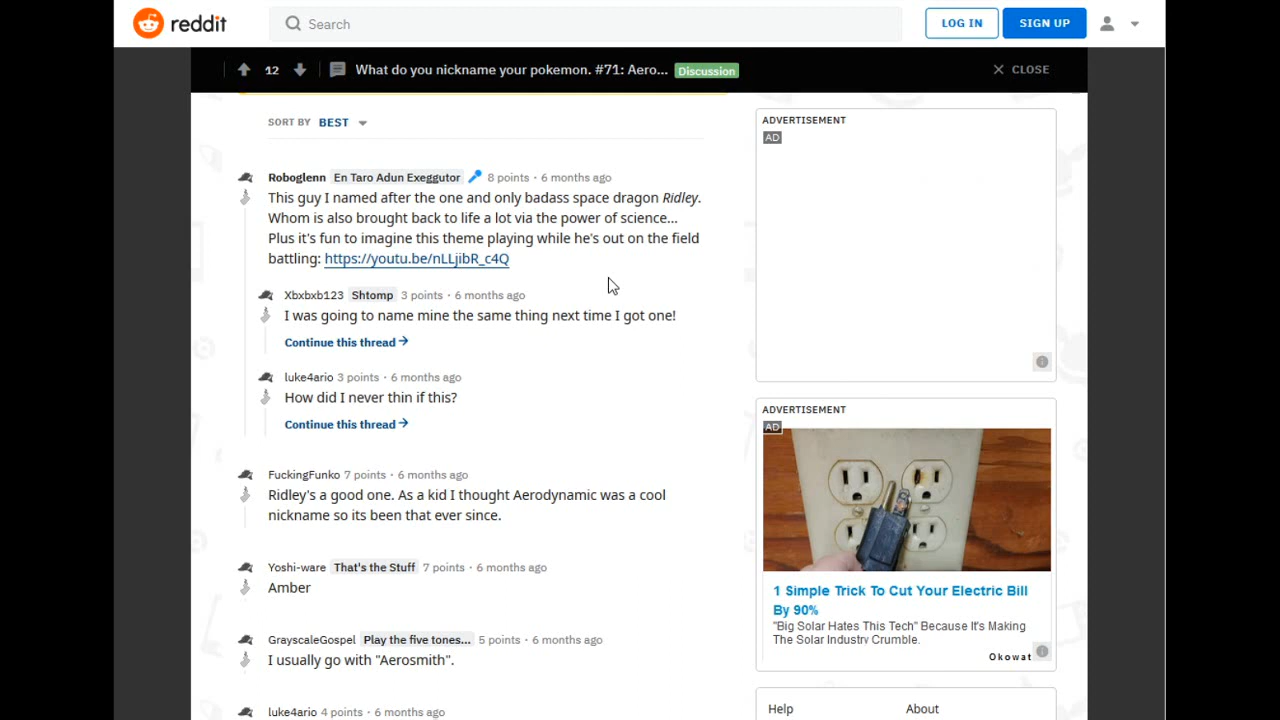 reddit
Search
LOG IN
SIGN UP
12
What do you nickname your pokemon. #71: Aero...
Discussion
CLOSE
SORT BY BEST
Roboglenn En Taro Adun Exeggutor 8 points · 6 months ago
This guy I named after the one and only badass space dragon Ridley.
Whom is also brought back to life a lot via the power of science...
Plus it's fun to imagine this theme playing while he's out on the field
battling: https://youtu.be/nLLjibR_c4Q
Xbxbxb123 Shtomp 3 points · 6 months ago
I was going to name mine the same thing next time I got one!
Continue this thread
luke4ario 3 points · 6 months ago
How did I never thin if this?
Continue this thread
FuckingFunko 7 points · 6 months ago
Ridley's a good one. As a kid I thought Aerodynamic was a cool
nickname so its been that ever since.
Yoshi-ware That's the Stuff 7 points · 6 months ago
Amber
GrayscaleGospel Play the five tones... 5 points · 6 months ago
I usually go with "Aerosmith".
luke4ario 4 points · 6 months ago
ADVERTISEMENT
AD
ADVERTISEMENT
AD
1 Simple Trick To Cut Your Electric Bill
By 90%
"Big Solar Hates This Tech" Because It's Making
The Solar Industry Crumble.
Okowat
Help
About